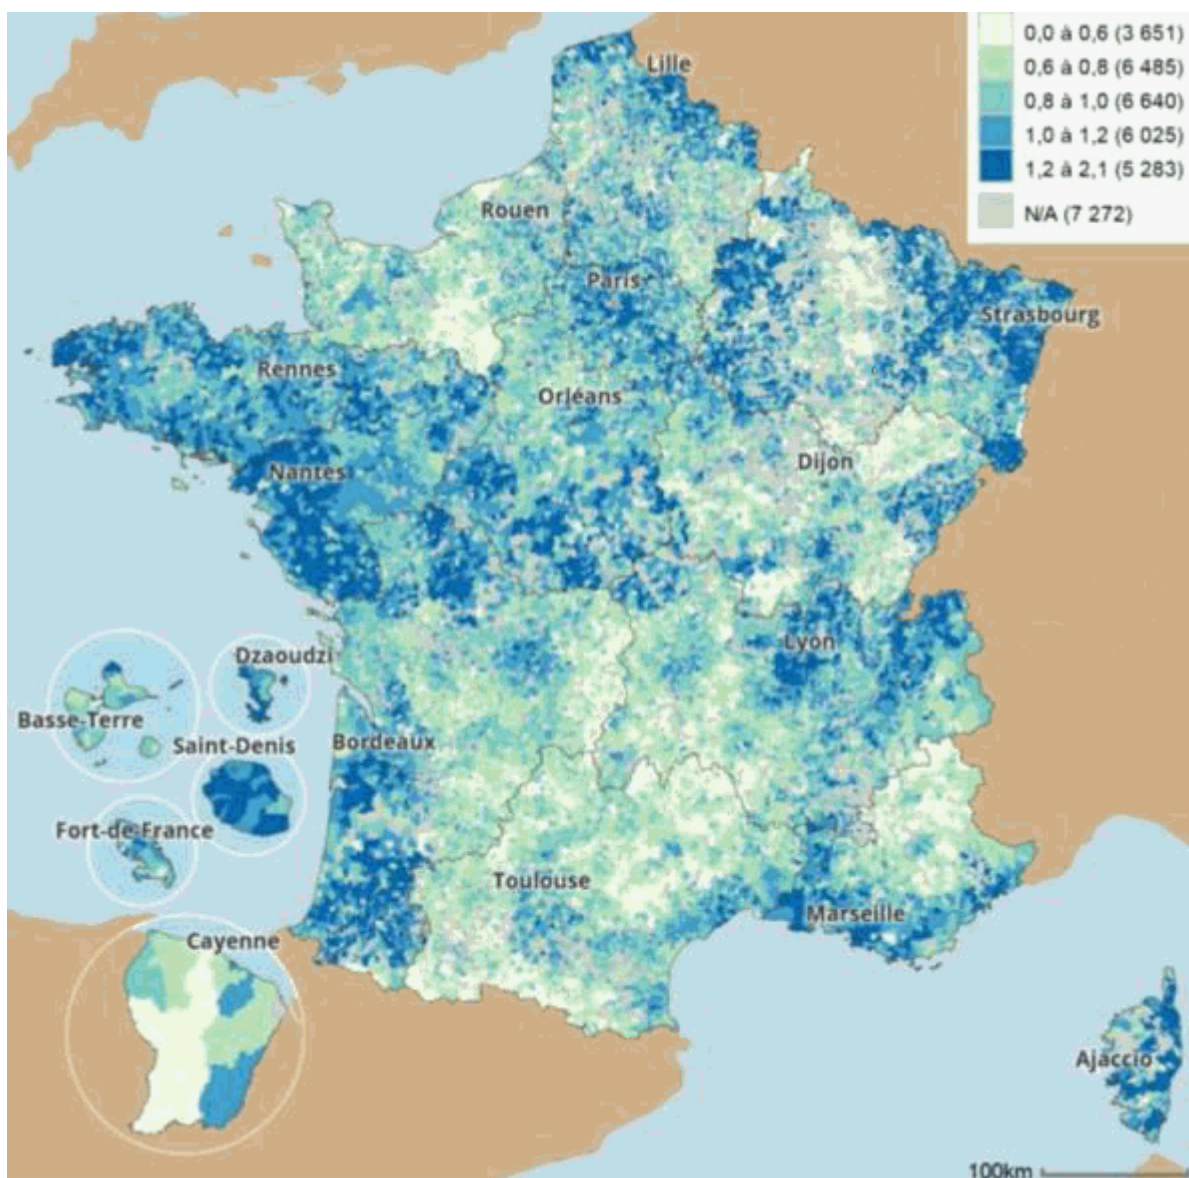 0,0 à 0,6 (3 651)
0,6 à 0,8 (6 485)
0,8 à 1,0 (6 640)
1,0 à 1,2 (6 025)
1,2 à 2,1 (5 283)
N/A (7 272)
Lille
Rouen
Paris
Strasbourg
Rennes
Orléans
Dijon
Nantes
Lyon
Dzaoudzi
Basse-Terre
Saint-Denis
Bordeaux
Fort-de-France
Toulouse
Marseille
Cayenne
Ajaccio
100km